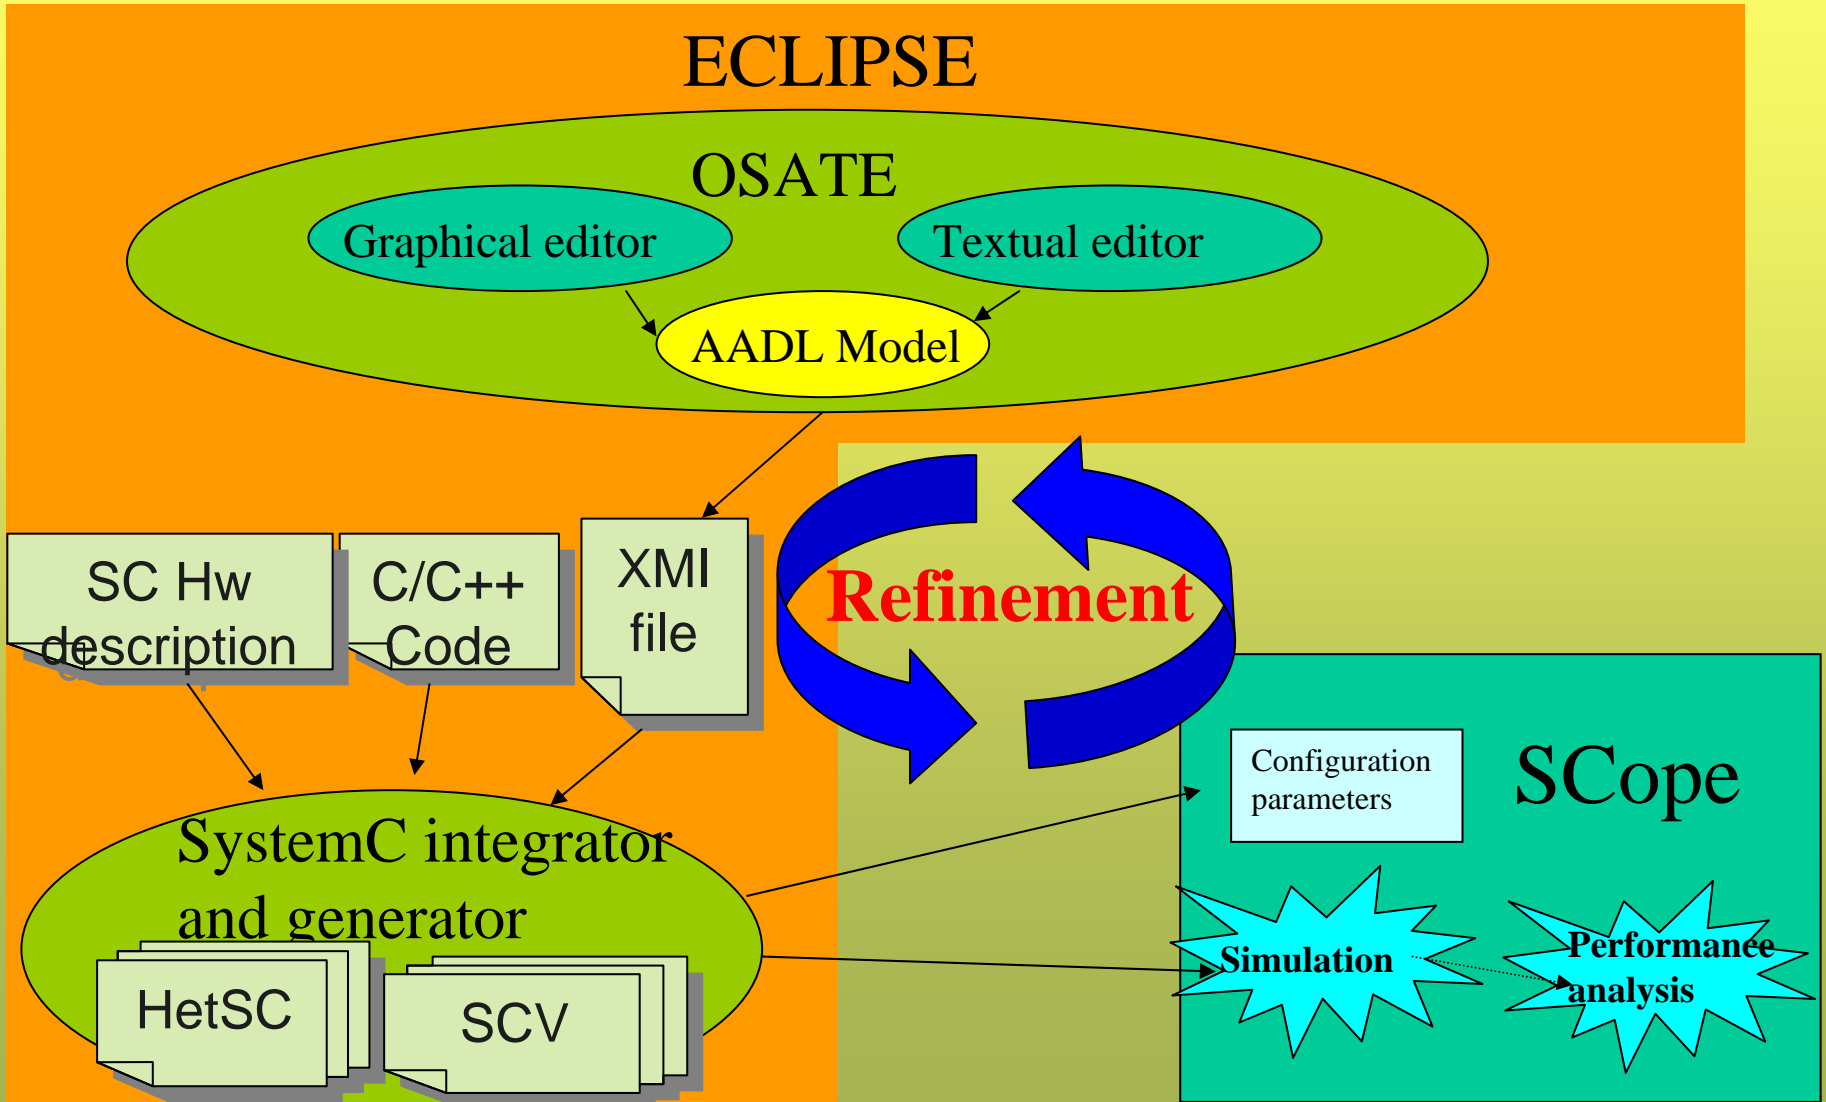 ECLIPSE
OSATE
Graphical editor
Textual editor
AADL Model
SC Hw
description
C/C++
Code
XMI
file
Refinement
Configuration
parameters
SCope
SystemC integrator
and generator
HetSC
SCV
Simulation
Performance
analysis